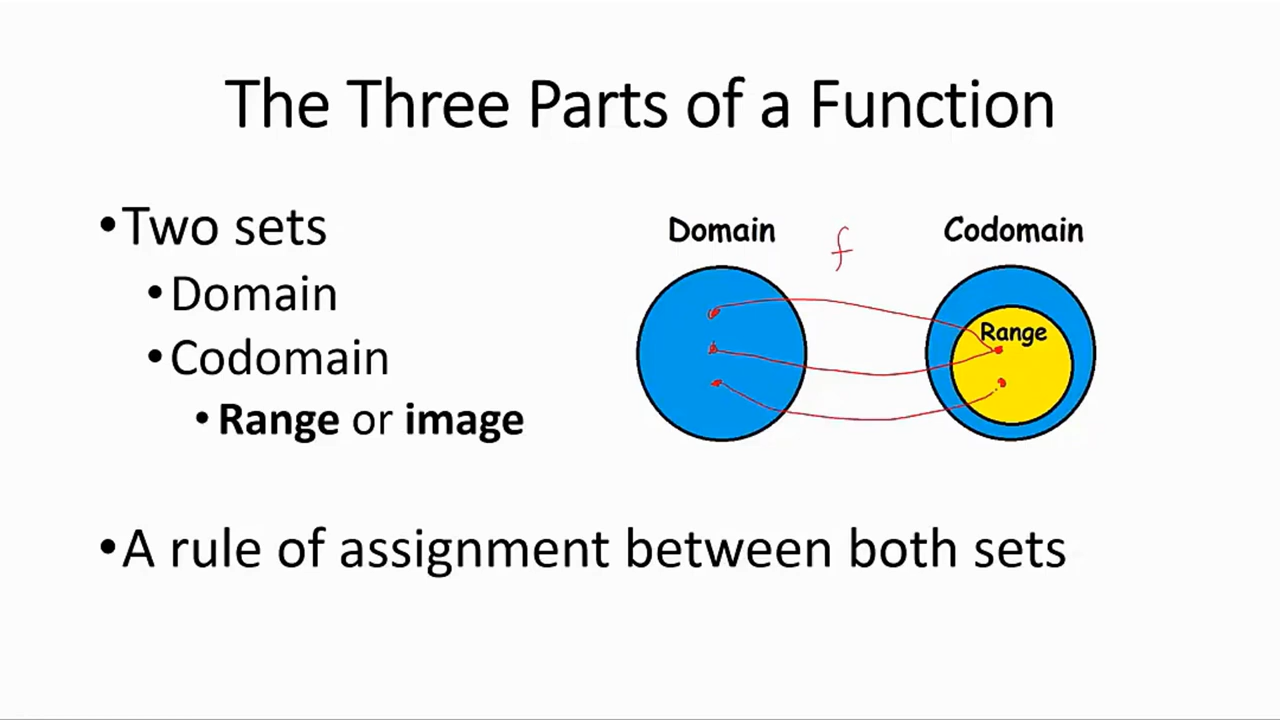 The Three Parts of a Function
•Two sets
•Domain
•Codomain
•Range or image
Domain
f
Codomain
Range
•A rule of assignment between both sets